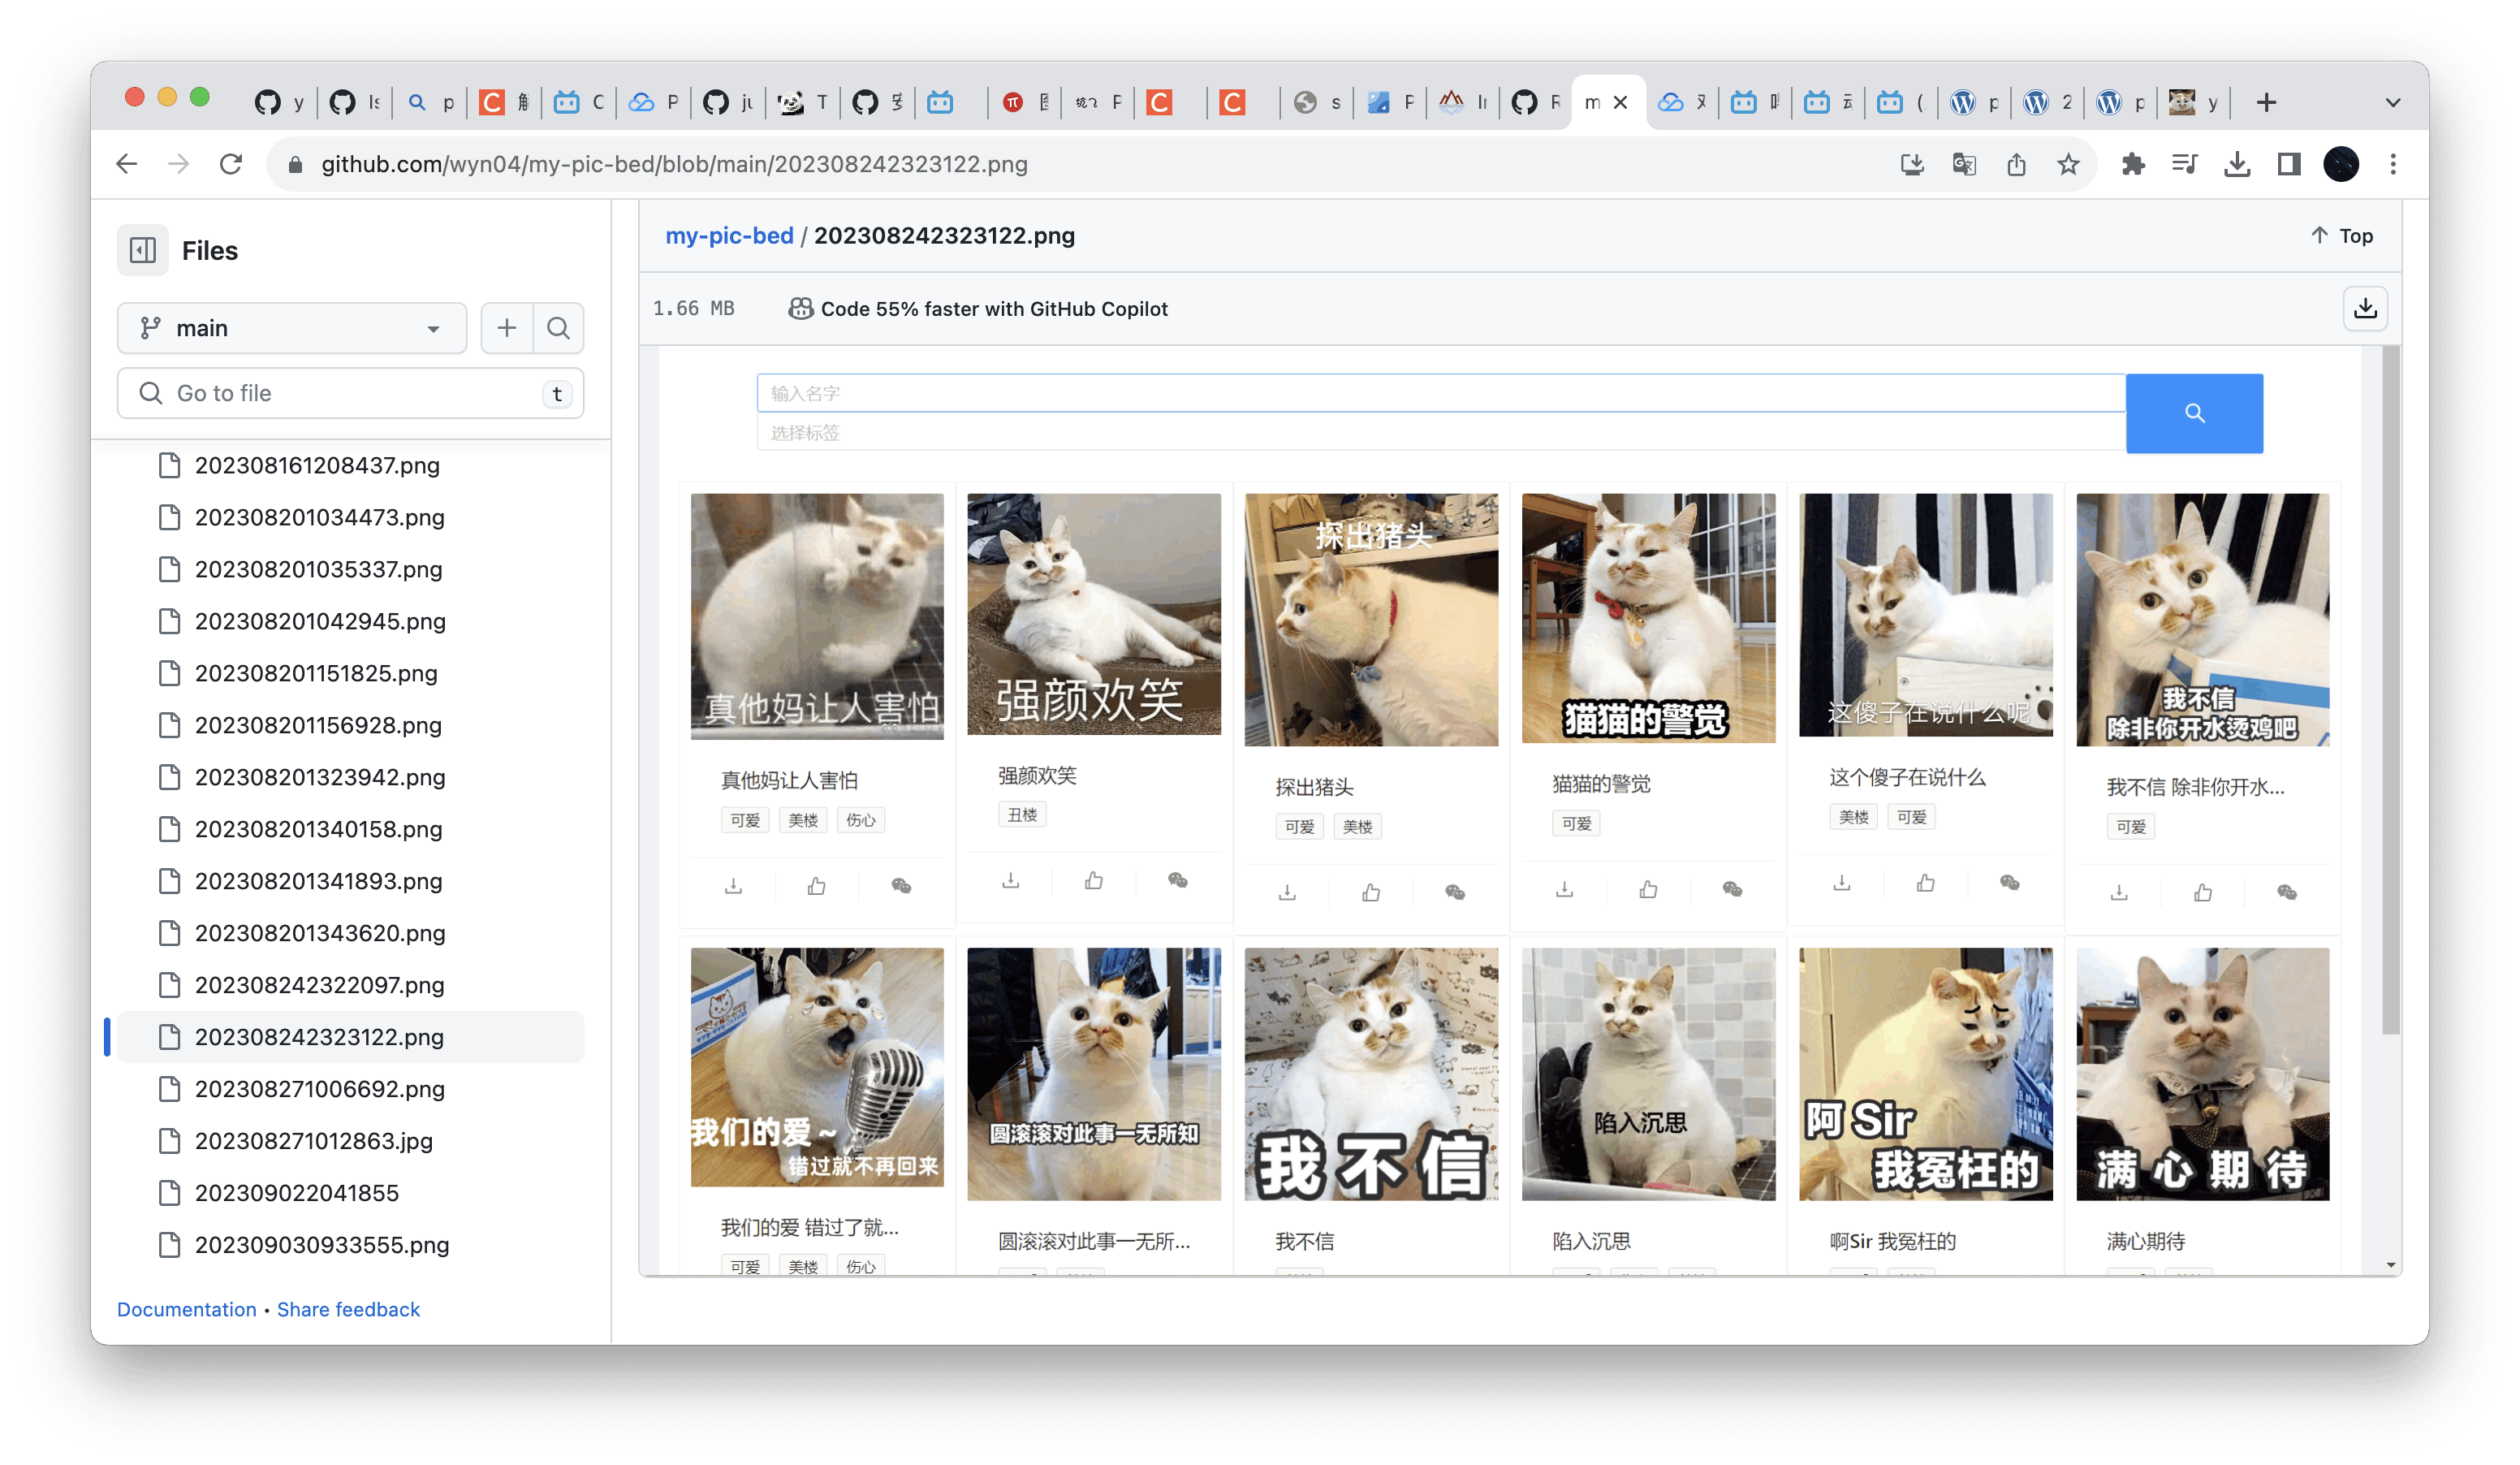 y
Is
p
C
解
C
P
ju
T
P
C
C
s
P
R
m
2
p
y
github.com/wyn04/my-pic-bed/blob/main/202308242323122.png
Files
my-pic-bed / 202308242323122.png
Top
main
1.66 MB
Code 55% faster with GitHub Copilot
Go to file
t
202308161208437.png
202308201034473.png
202308201035337.png
202308201042945.png
202308201151825.png
202308201156928.png
202308201323942.png
202308201340158.png
202308201341893.png
202308201343620.png
202308242322097.png
202308242323122.png
202308271006692.png
202308271012863.jpg
202309022041855
202309030933555.png
Documentation • Share feedback
输入名字
选择标签
真他妈让人害怕
强颜欢笑
探出猪头
猫猫的警觉
这傻子在说什么呢
我不信
除非你开水烫鸡吧
真他妈让人害怕
可爱 美楼 伤心
强颜欢笑
丑楼
探出猪头
可爱 美楼
猫猫的警觉
可爱
这个傻子在说什么
美楼 可爱
我不信 除非你开水...
可爱
我们的爱~
错过就不再回来
圆滚滚对此事一无所知
我不信
陷入沉思
阿 Sir
我冤枉的
满心期待
我们的爱 错过了就...
可爱 美楼 伤心
圆滚滚对此事一无所...
我不信
陷入沉思
啊Sir 我冤枉的
满心期待